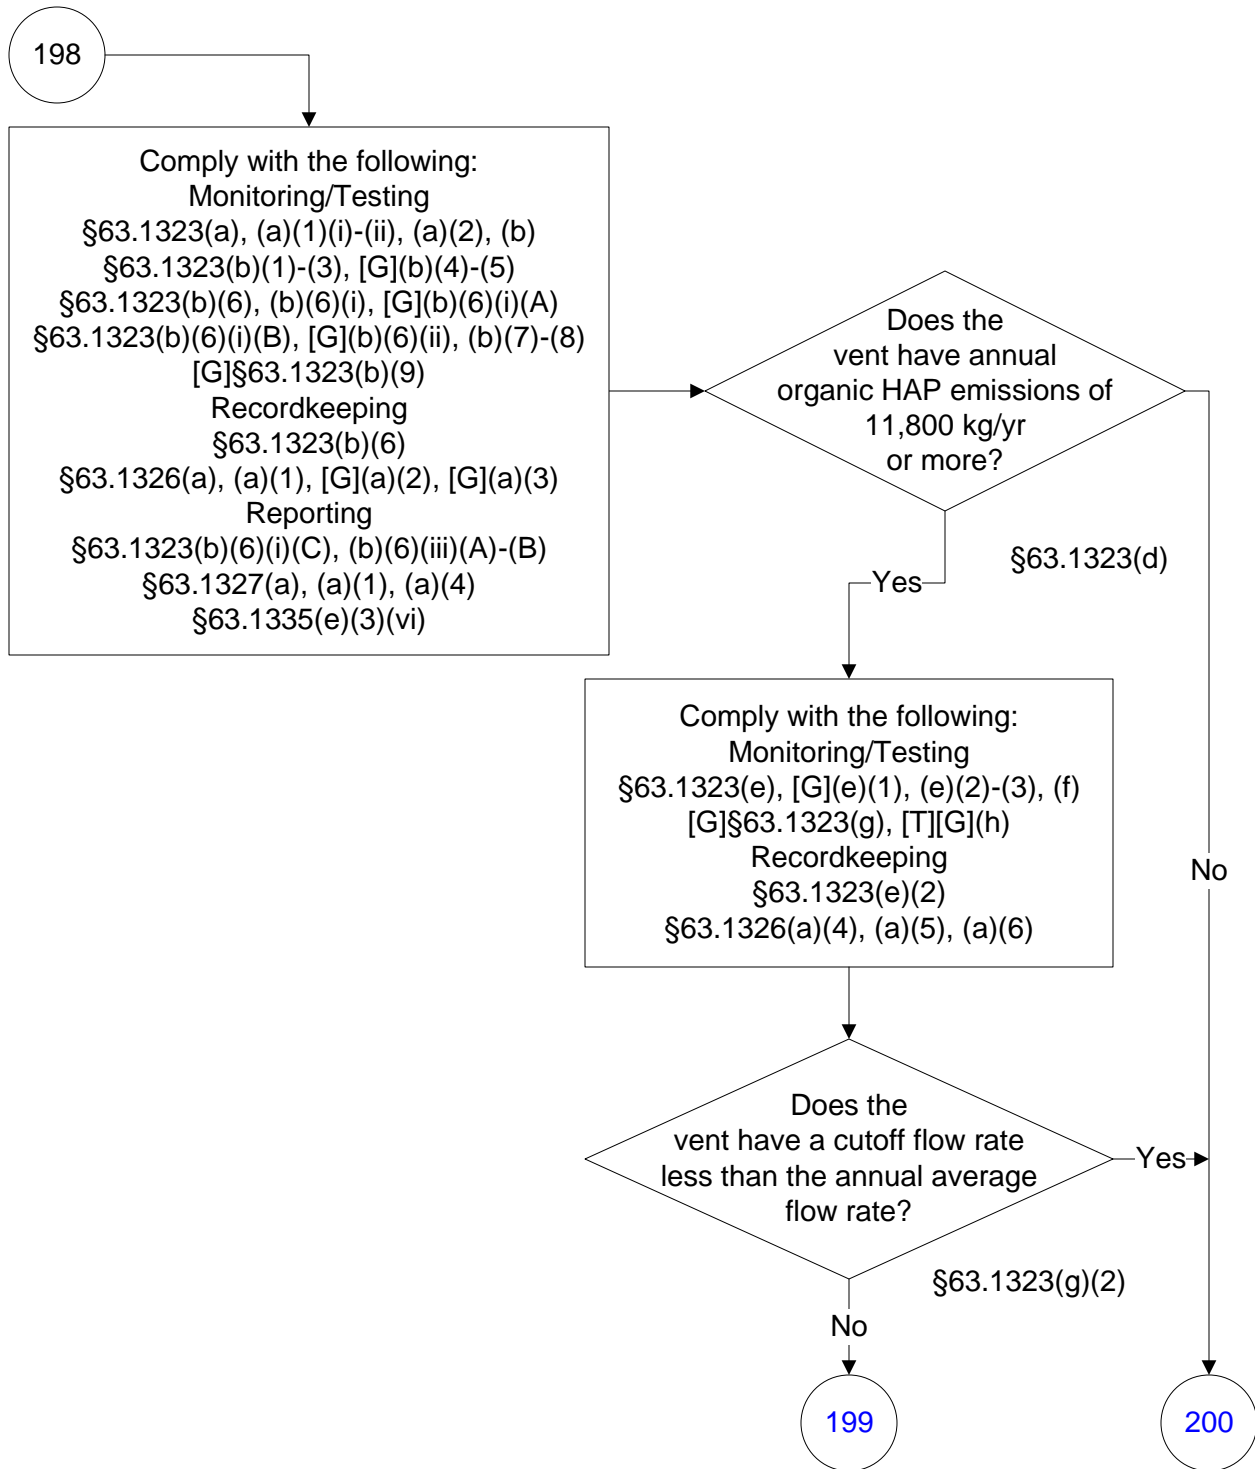 198
Comply with the following:
Monitoring/Testing
§63.1323(a), (a)(1)(i)-(ii), (a)(2), (b)
§63.1323(b)(1)-(3), [G](b)(4)-(5)
§63.1323(b)(6), (b)(6)(i), [G](b)(6)(i)(A)
§63.1323(b)(6)(i)(B), [G](b)(6)(ii), (b)(7)-(8)
[G]§63.1323(b)(9)
Recordkeeping
§63.1323(b)(6)
§63.1326(a), (a)(1), [G](a)(2), [G](a)(3)
Reporting
§63.1323(b)(6)(i)(C), (b)(6)(iii)(A)-(B)
§63.1327(a), (a)(1), (a)(4)
§63.1335(e)(3)(vi)
Does the
vent have annual
organic HAP emissions of
11,800 kg/yr
or more?
§63.1323(d)
Yes
No
Comply with the following:
Monitoring/Testing
§63.1323(e), [G](e)(1), (e)(2)-(3), (f)
[G]§63.1323(g), [T][G](h)
Recordkeeping
§63.1323(e)(2)
§63.1326(a)(4), (a)(5), (a)(6)
Does the
vent have a cutoff flow rate
less than the annual average
flow rate?
Yes
§63.1323(g)(2)
No
199
200